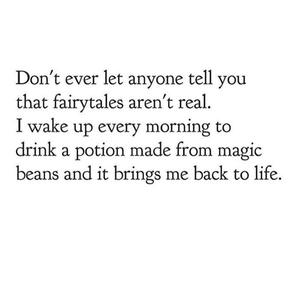 Don't ever let anyone tell you
that fairytales aren't real.
I wake up every morning to
drink a potion made from magic
beans and it brings me back to life.